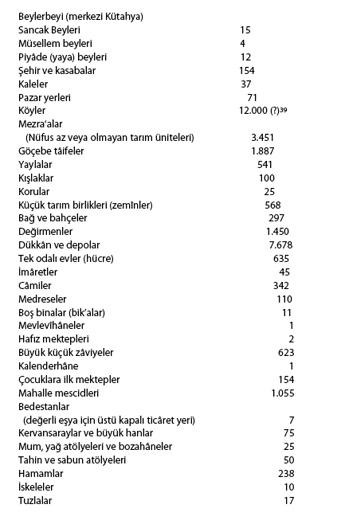 Beylerbeyi (merkezi Kütahya)
Sancak Beyleri 15
Müsellem beyleri 4
Piyâde (yaya) beyleri 12
Şehir ve kasabalar 154
Kaleler 37
Pazar yerleri 71
Köyler 12.000 (?)39
Mezra'alar
(Nüfus az veya olmayan tarım üniteleri) 3.451
Göçebe tâifeler 1.887
Yaylalar 541
Kışlaklar 100
Korular 25
Küçük tarım birlikleri (zemînler) 568
Bağ ve bahçeler 297
Değirmenler 1.450
Dükkân ve depolar 7.678
Tek odalı evler (hücre) 635
İmâretler 45
Câmiler 342
Medreseler 110
Boş binalar (bik'alar) 11
Mevlevîhâneler 1
Hafız mektepleri 2
Büyük küçük zâviyeler 623
Kalenderhâne 1
Çocuklara ilk mektepler 154
Mahalle mescidleri 1.055
Bedestanlar
(değerli eşya için üstü kapalı ticâret yeri) 7
Kervansaraylar ve büyük hanlar 75
Mum, yağ atölyeleri ve bozahâneler 25
Tahin ve sabun atölyeleri 50
Hamamlar 238
İskeleler 10
Tuzlalar 17